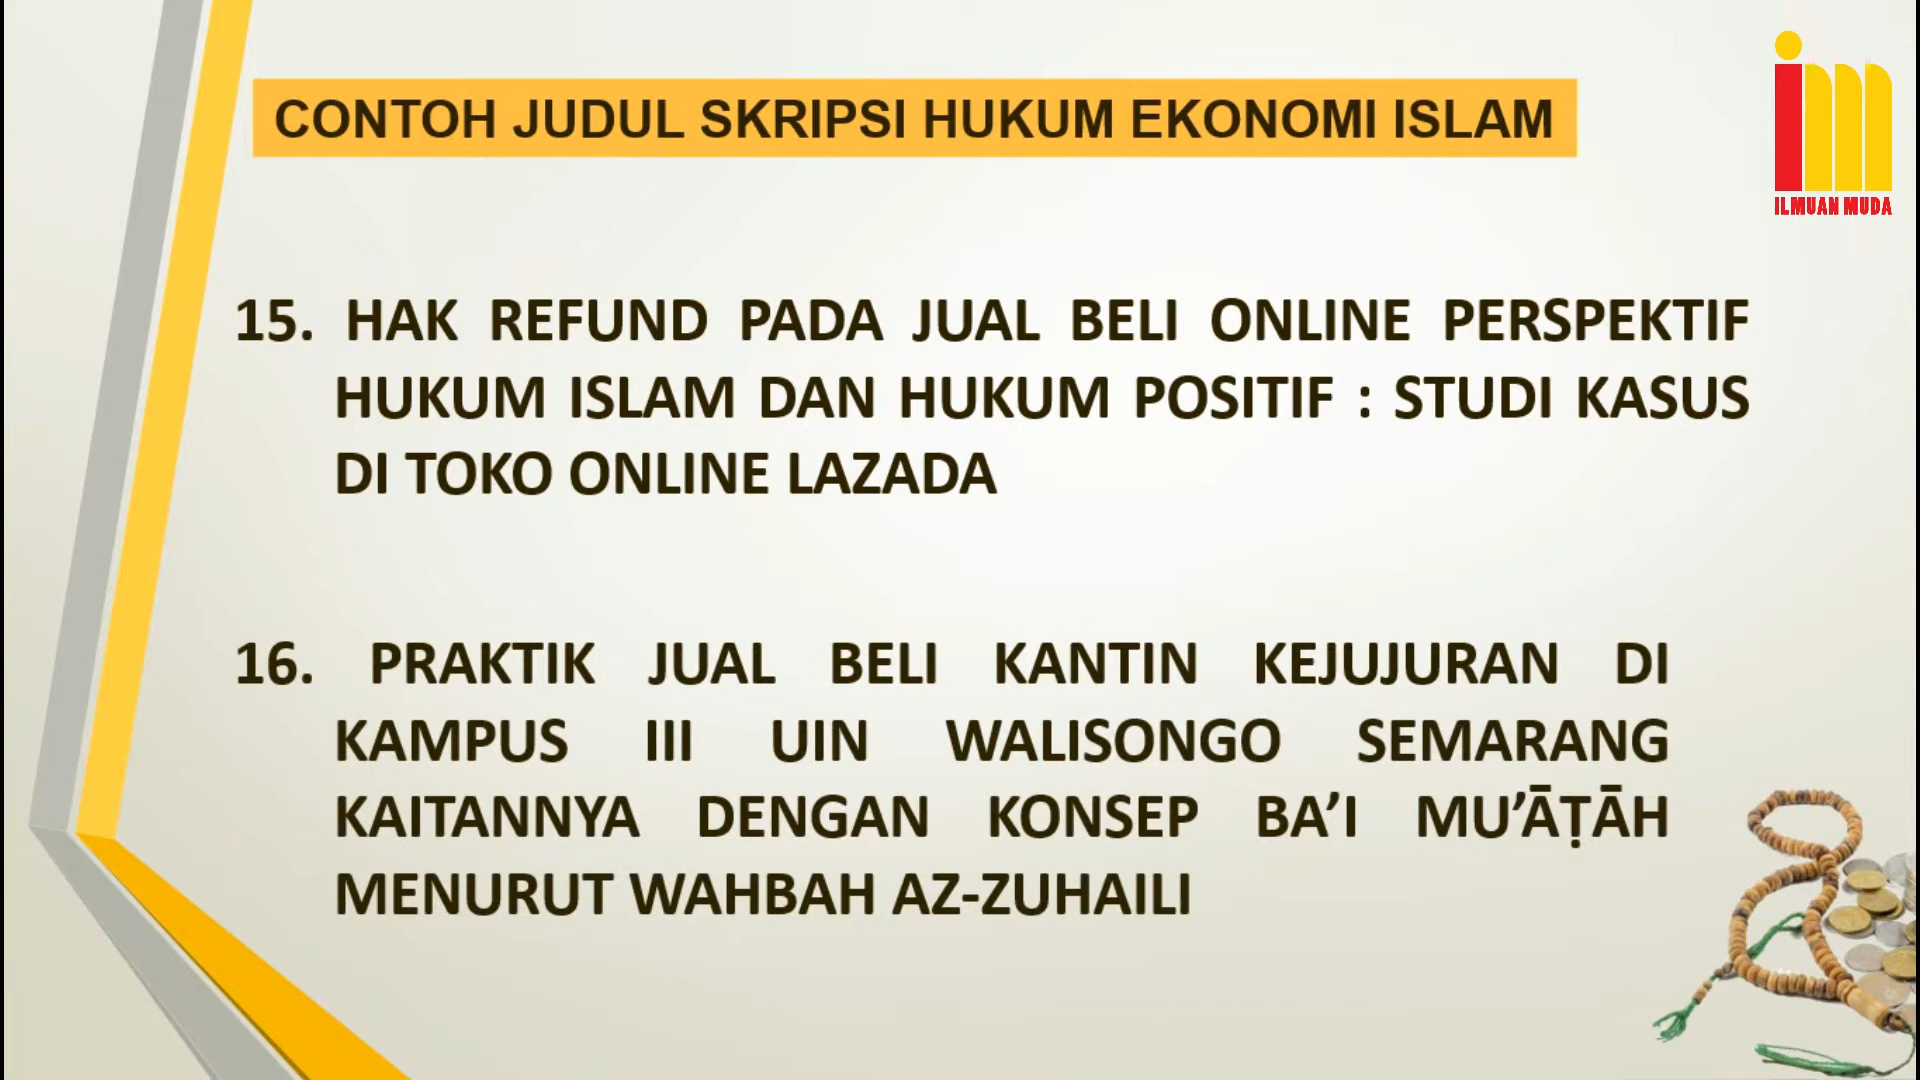 CONTOH JUDUL SKRIPSI HUKUM EKONOMI ISLAM
ILMUAN MUDA
15. HAK REFUND PADA JUAL BELI ONLINE PERSPEKTIF
HUKUM ISLAM DAN HUKUM POSITIF : STUDI KASUS
DI TOKO ONLINE LAZADA
16. PRAKTIK JUAL BELI KANTIN KEJUJURAN DI
KAMPUS III UIN WALISONGO SEMARANG
KAITANNYA DENGAN KONSEP BA’I MU’ĀṬĀH
MENURUT WAHBAH AZ-ZUHAILI